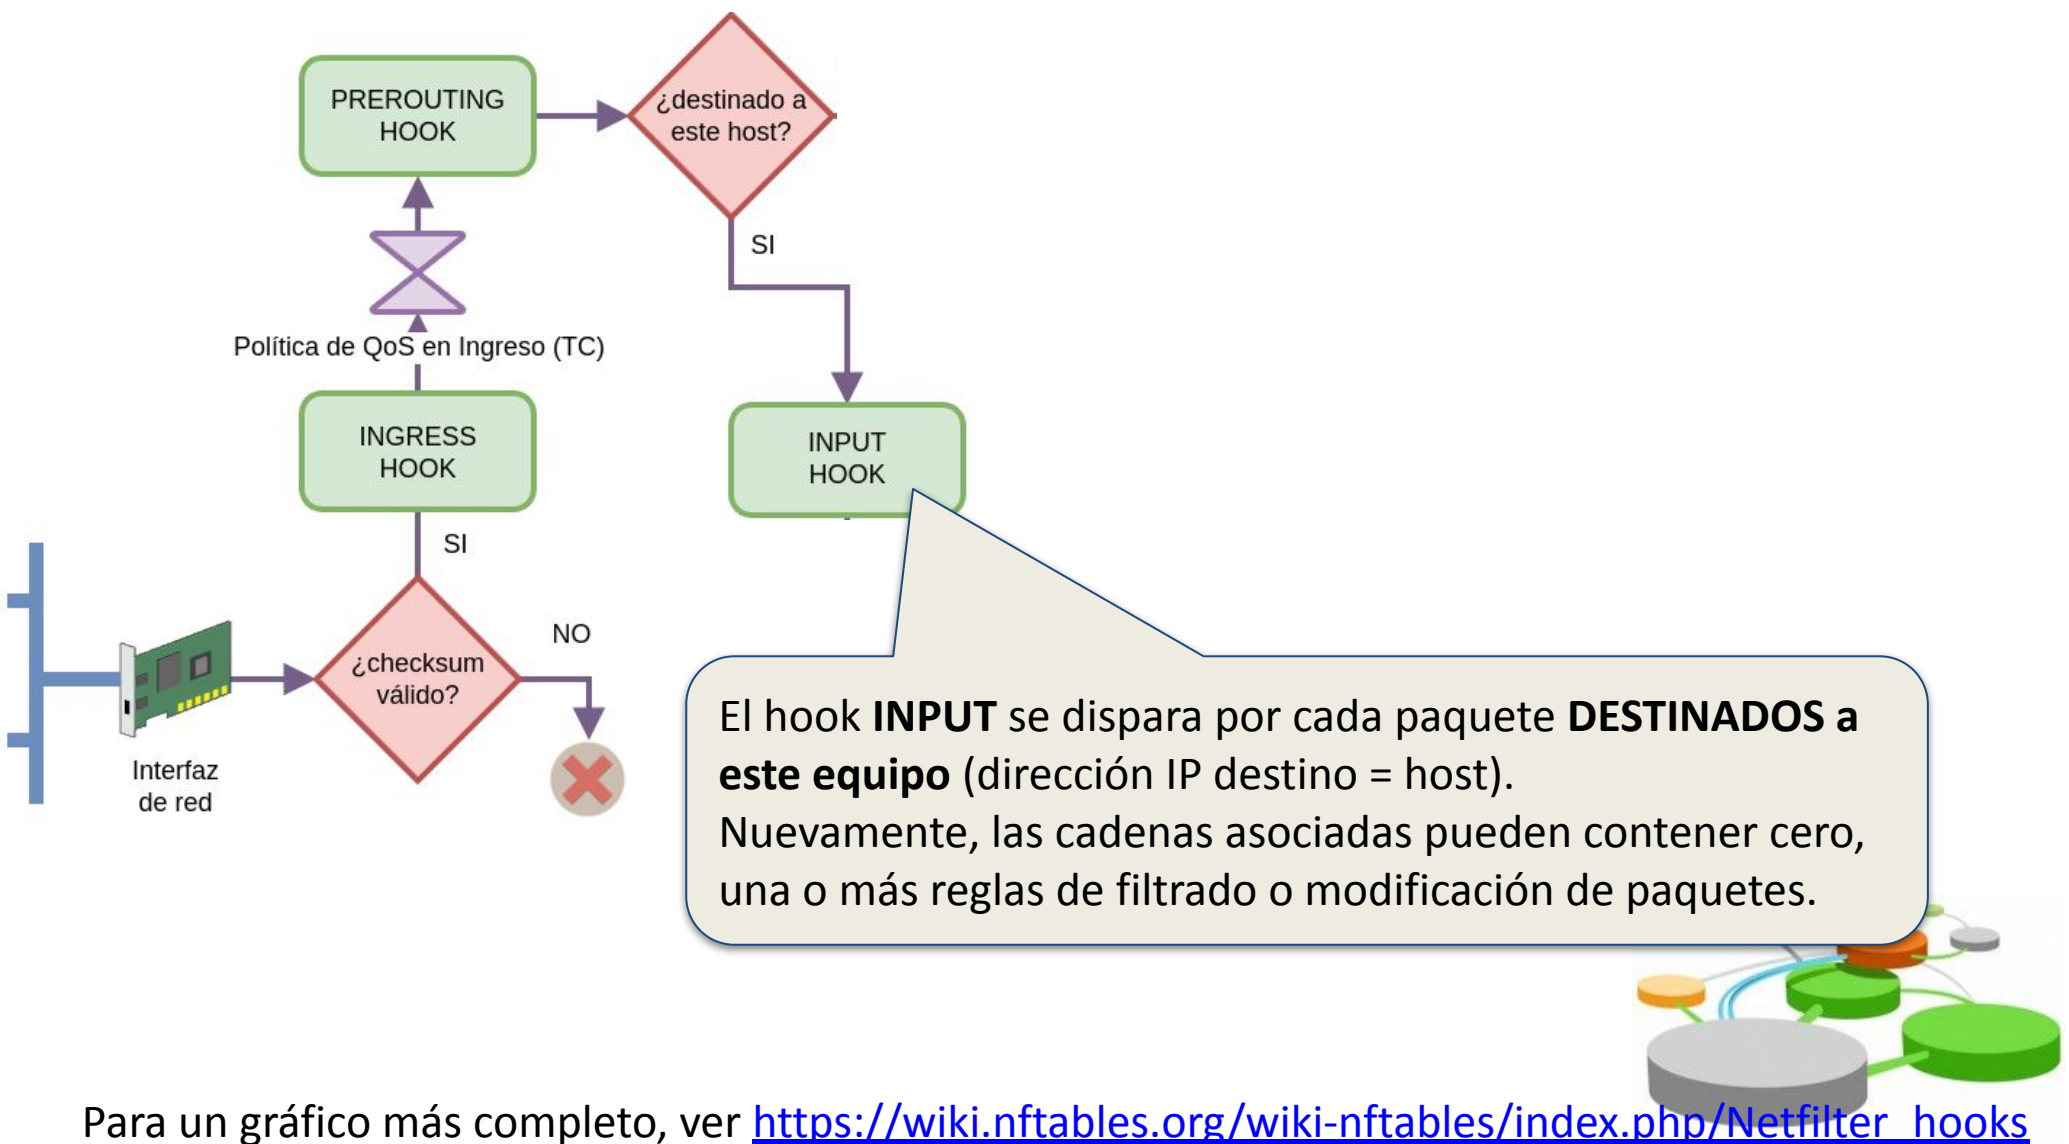 PREROUTING
HOOK
¿destinado a
este host?
SI
Política de QoS en Ingreso (TC)
INGRESS
HOOK
INPUT
HOOK
SI
NO
¿checksum
válido?
Interfaz
de red
El hook INPUT se dispara por cada paquete DESTINADOS a
este equipo (dirección IP destino = host).
Nuevamente, las cadenas asociadas pueden contener cero,
una o más reglas de filtrado o modificación de paquetes.
Para un gráfico más completo, ver https://wiki.nftables.org/wiki-nftables/index.php/Netfilter_hooks